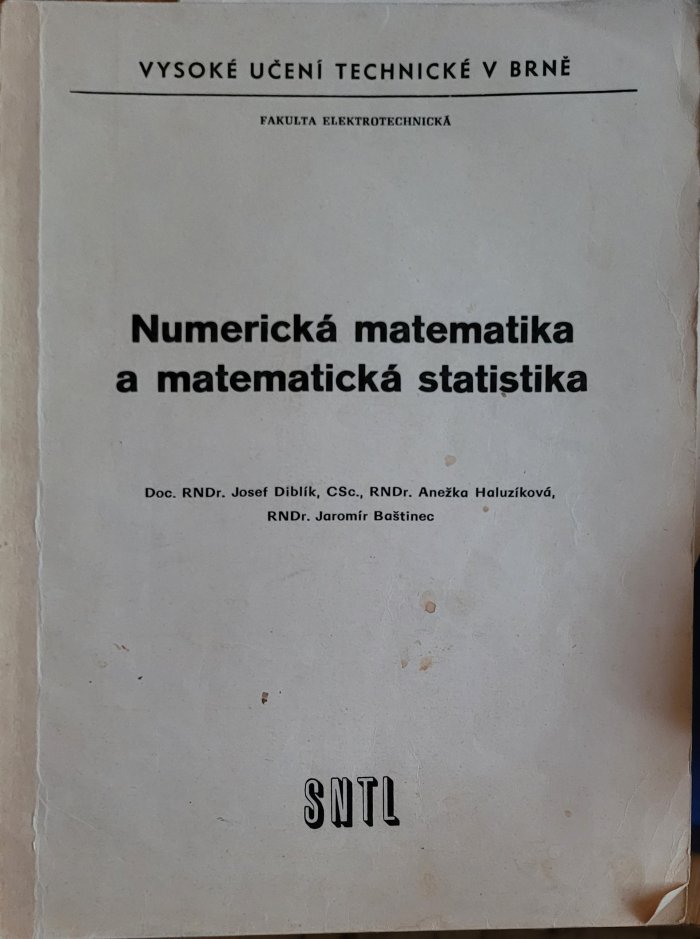 VYSOKÉ UČENÍ TECHNICKÉ V BRNĚ
FAKULTA ELEKTROTECHNICKÁ
Numerická matematika
a matematická statistika
Doc. RNDr. Josef Diblík, CSc., RNDr. Anežka Haluzíková,
RNDr. Jaromír Baštinec
SNTL